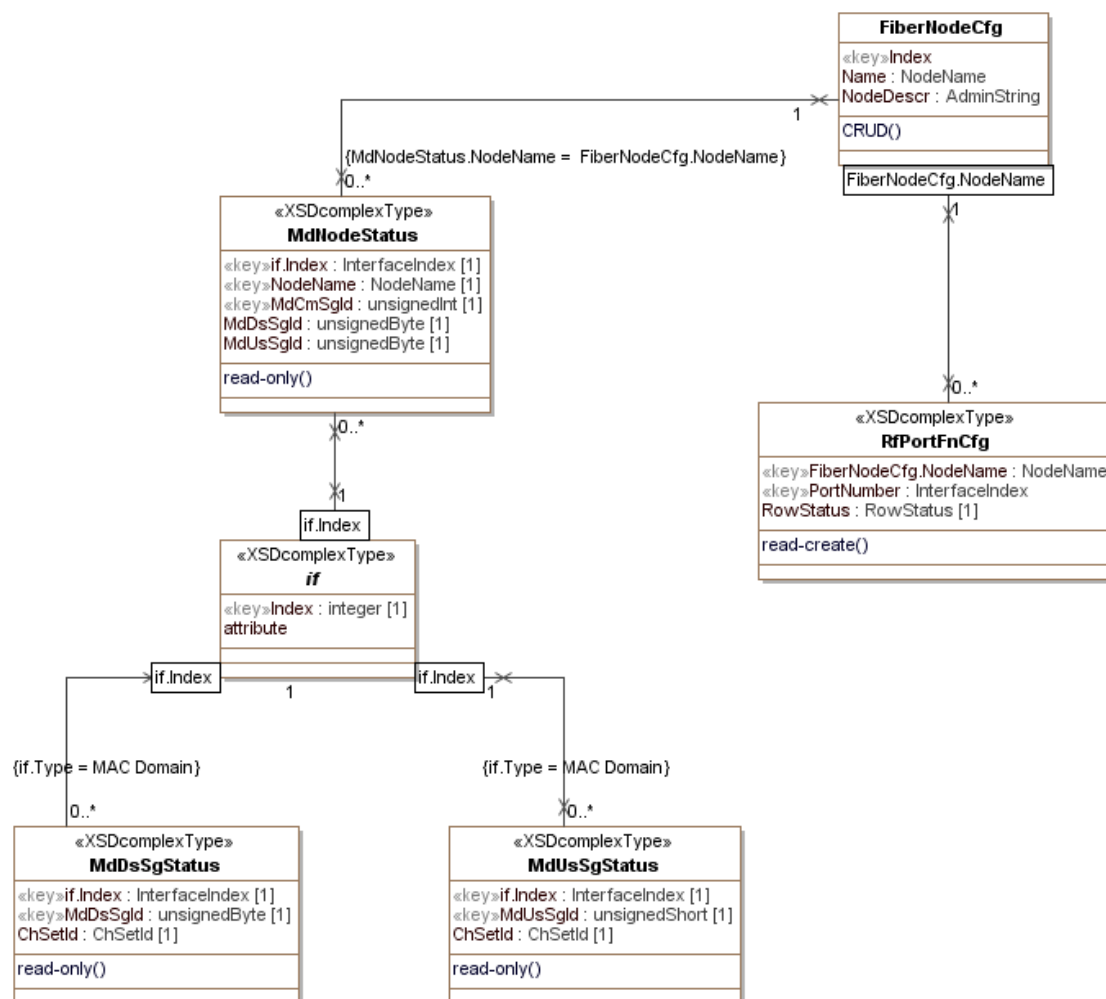 FiberNodeCfg
«key»Index
Name : NodeName
NodeDescr : AdminString
CRUD()
FiberNodeCfg.NodeName
1
1
{MdNodeStatus.NodeName = FiberNodeCfg.NodeName}
0..*
«XSDcomplexType»
MdNodeStatus
«key»if.Index : InterfaceIndex [1]
«key»NodeName : NodeName [1]
«key»MdCmSgId : unsignedInt [1]
MdDsSgId : unsignedByte [1]
MdUsSgId : unsignedByte [1]
read-only()
0..*
«XSDcomplexType»
RfPortFnCfg
«key»FiberNodeCfg.NodeName : NodeName
«key»PortNumber : InterfaceIndex
RowStatus : RowStatus [1]
read-create()
0..*
1
if.Index
«XSDcomplexType»
if
«key»Index : integer [1]
attribute
if.Index
1
if.Index
1
{if.Type = MAC Domain}
0..*
{if.Type = MAC Domain}
0..*
«XSDcomplexType»
MdDsSgStatus
«key»if.Index : InterfaceIndex [1]
«key»MdDsSgId : unsignedByte [1]
ChSetId : ChSetId [1]
read-only()
«XSDcomplexType»
MdUsSgStatus
«key»if.Index : InterfaceIndex [1]
«key»MdUsSgId : unsignedShort [1]
ChSetId : ChSetId [1]
read-only()